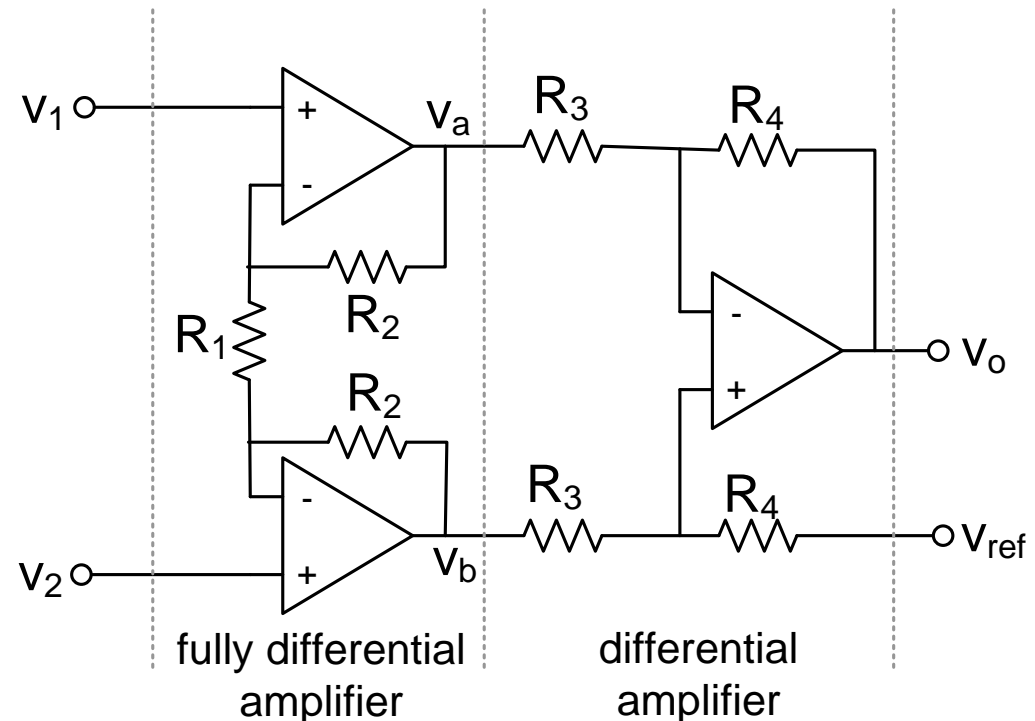 v1
+
-
va
R3
R4
R2
R1
R2
-
+
-
+
vo
v2
vb
R3
R4
vref
fully differential
amplifier
differential
amplifier